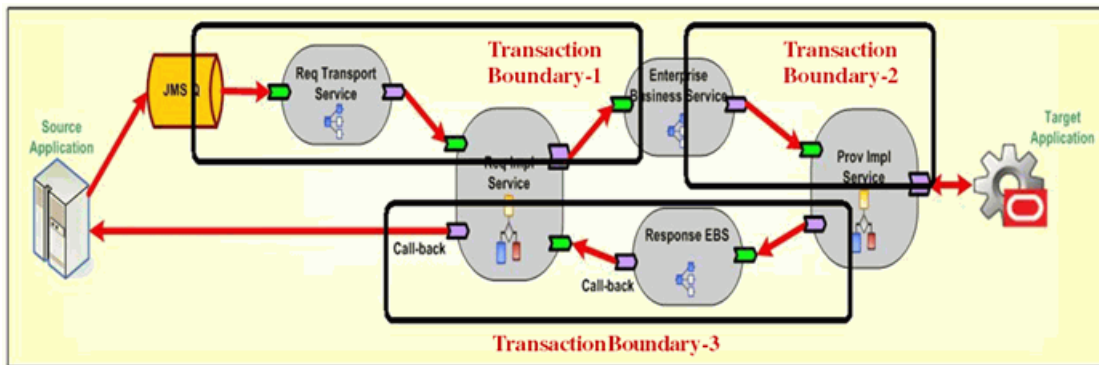 Transaction
Boundary-1
Transaction
Boundary-2
Req Transport
Service
JMS Q
Enterprise
Business Service
Source
Application
Target
Application
Req Impl
Service
Prov Impl
Service
Call-back
Response EBS
Call-back
TransactionBoundary-3